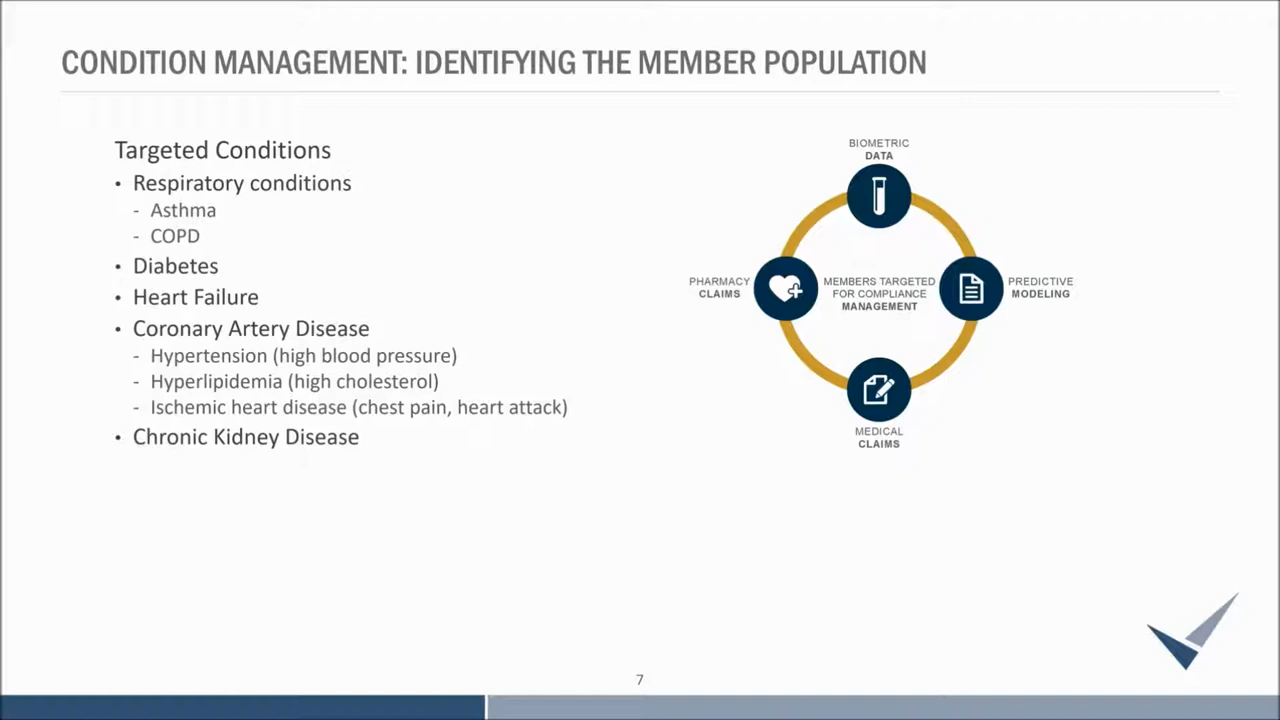 CONDITION MANAGEMENT: IDENTIFYING THE MEMBER POPULATION
Targeted Conditions
• Respiratory conditions
- Asthma
- COPD
• Diabetes
• Heart Failure
• Coronary Artery Disease
- Hypertension (high blood pressure)
- Hyperlipidemia (high cholesterol)
- Ischemic heart disease (chest pain, heart attack)
• Chronic Kidney Disease
BIOMETRIC
DATA
PHARMACY
CLAIMS
MEMBERS TARGETED
FOR COMPLIANCE
MANAGEMENT
PREDICTIVE
MODELING
MEDICAL
CLAIMS
7